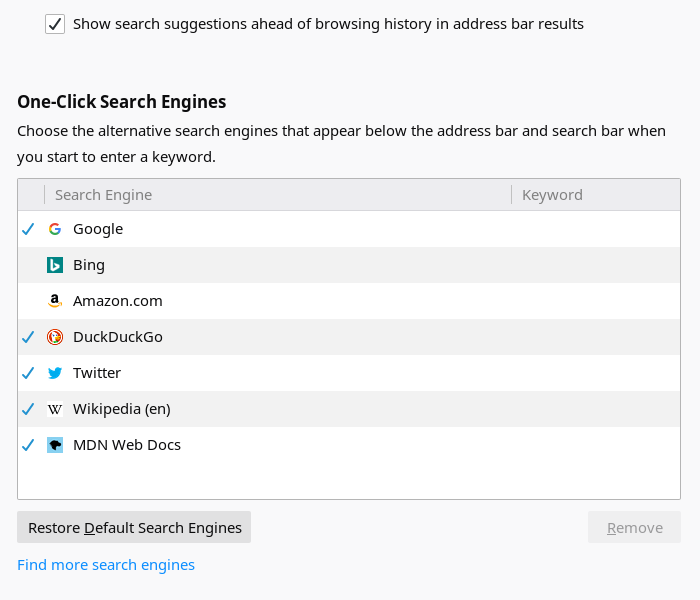 Show search suggestions ahead of browsing history in address bar results
One-Click Search Engines
Choose the alternative search engines that appear below the address bar and search bar when
you start to enter a keyword.
Search Engine Keyword
Google
Bing
Amazon.com
DuckDuckGo
Twitter
Wikipedia (en)
MDN Web Docs
Restore Default Search Engines Remove
Find more search engines